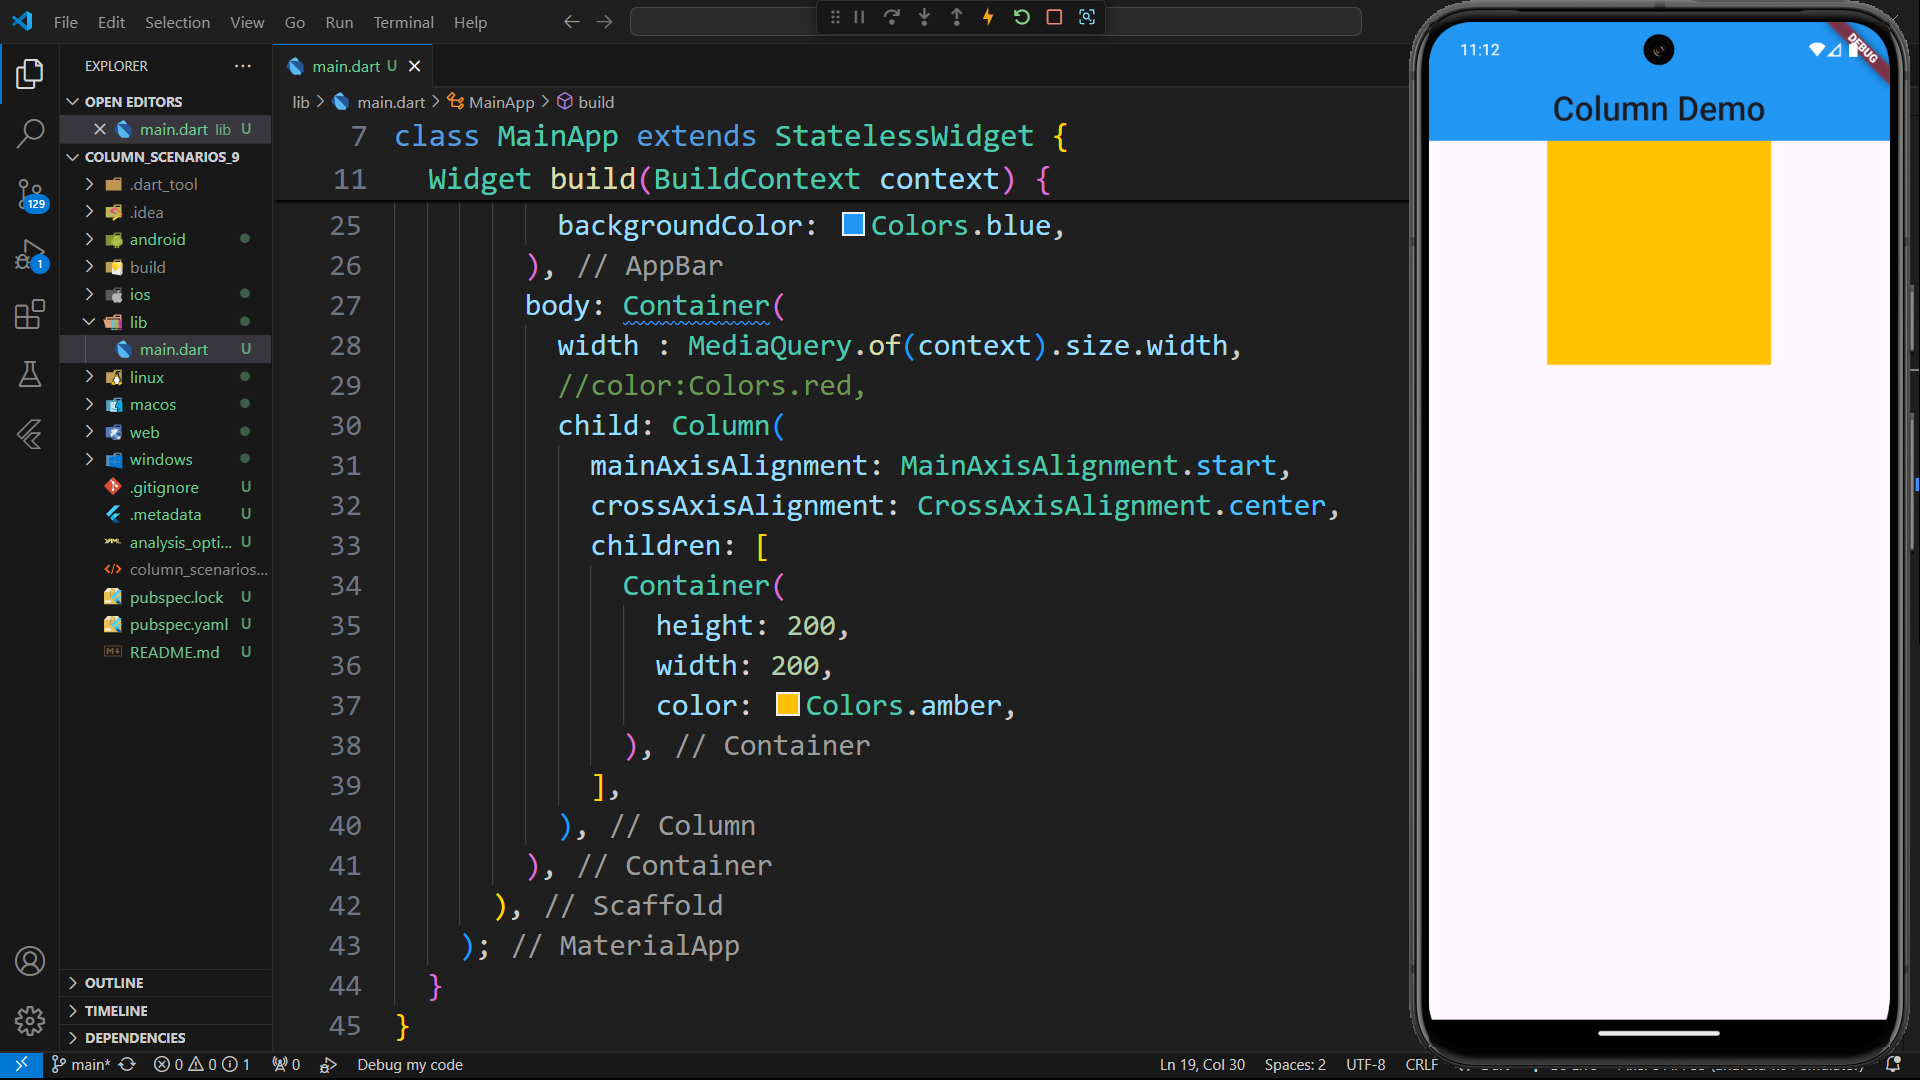 File Edit Selection View Go Run Terminal Help
EXPLORER
OPEN EDITORS
main.dart lib U
COLUMN_SCENARIOS_9
.dart_tool
.idea
android
build
ios
lib
main.dart U
linux
macos
web
windows
.gitignore U
.metadata U
analysis_opti... U
column_scenarios...
pubspec.lock U
pubspec.yaml U
README.md U
OUTLINE
TIMELINE
DEPENDENCIES
129
1
main.dart U
lib > main.dart > MainApp > build
7 class MainApp extends StatelessWidget {
11 Widget build(BuildContext context) {
25 backgroundColor: Colors.blue,
26 ), // AppBar
27 body: Container(
28 width : MediaQuery.of(context).size.width,
29 //color:Colors.red,
30 child: Column(
31 mainAxisAlignment: MainAxisAlignment.start,
32 crossAxisAlignment: CrossAxisAlignment.center,
33 children: [
34 Container(
35 height: 200,
36 width: 200,
37 color: Colors.amber,
38 ), // Container
39 ],
40 ), // Column
41 ), // Container
42 ), // Scaffold
43 ); // MaterialApp
44 }
45 }
11:12
DEBUG
Column Demo
main* 0 0 1 0 Debug my code
Ln 19, Col 30 Spaces: 2 UTF-8 CRLF